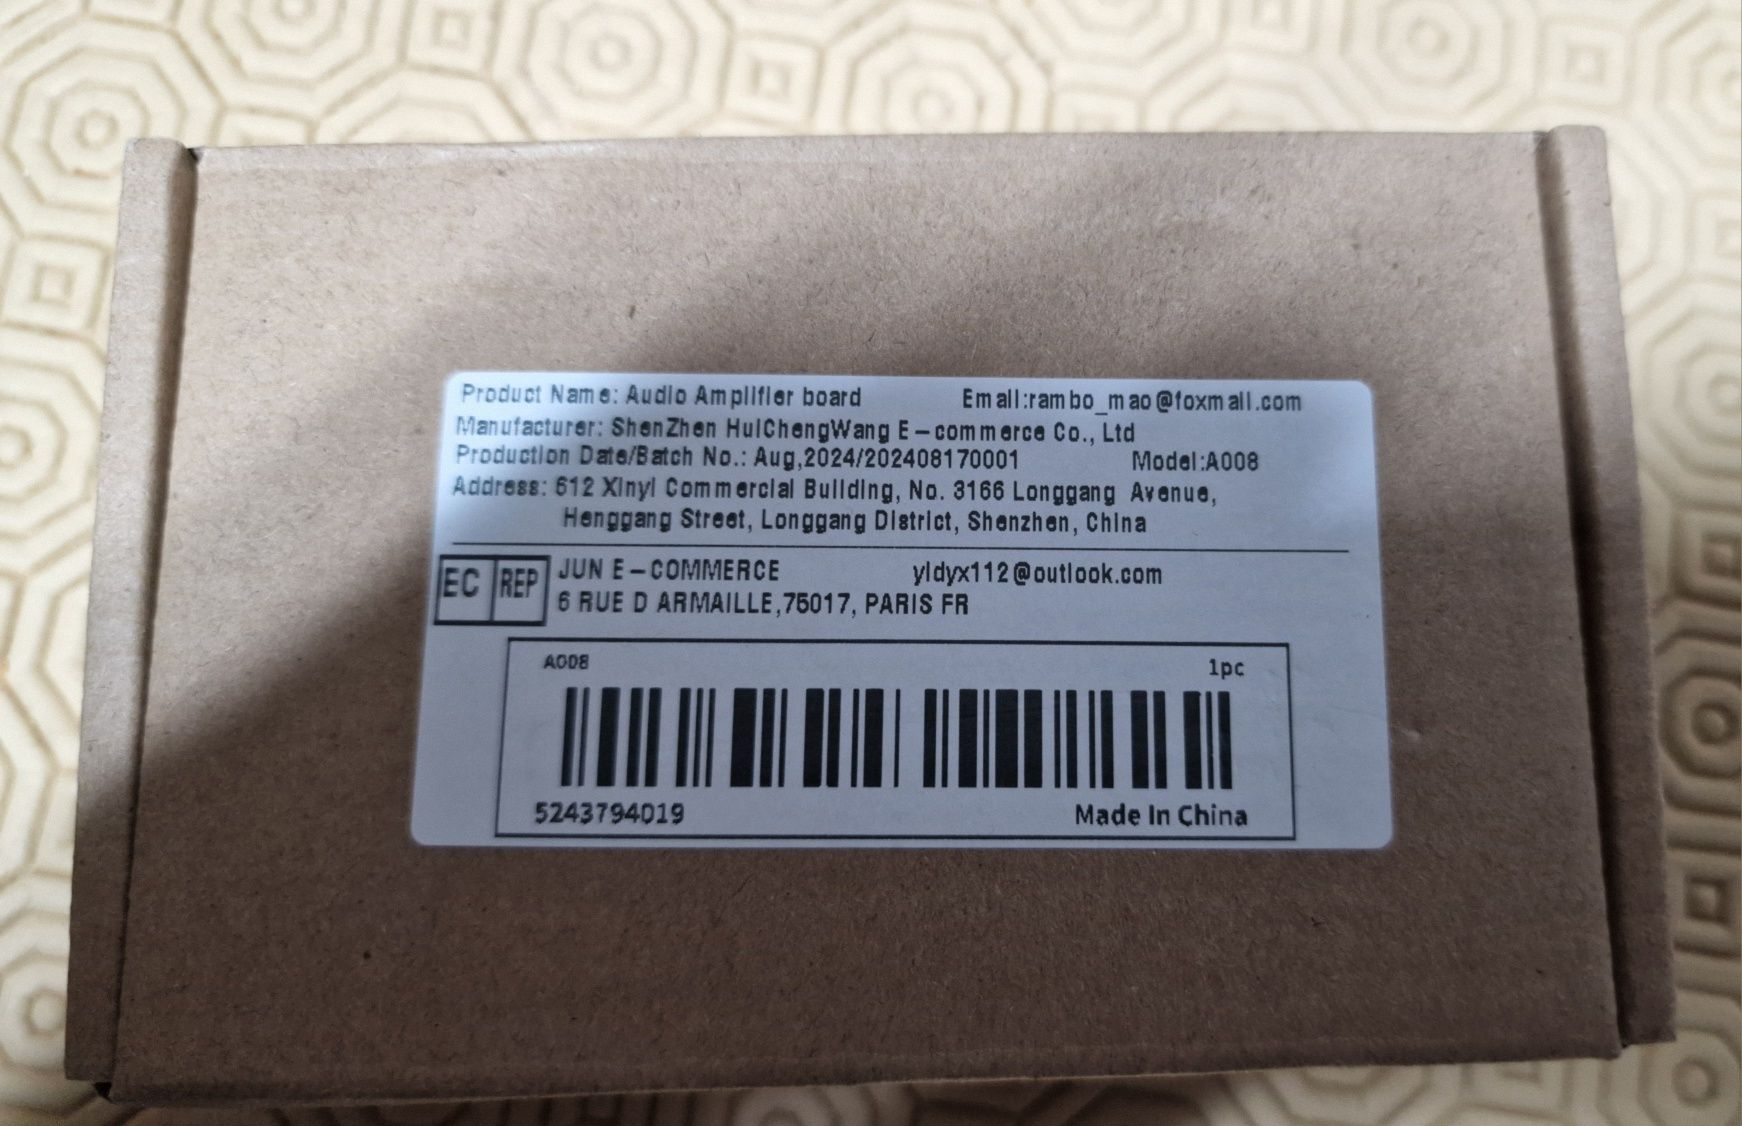 Product Name: Audio Amplifier board Email:rambo_mao@foxmail.com
Manufacturer: ShenZhen HuiChengWang E-commerce Co., Ltd
Production Date/Batch No.: Aug,2024/202408170001 Model:A008
Address: 612 Xinyi Commercial Building, No. 3166 Longgang Avenue,
Henggang Street, Longgang District, Shenzhen, China
EC REP JUN E-COMMERCE yldyx112@outlook.com
6 RUE D ARMAILLE,75017, PARIS FR
A008 1pc
5243794019 Made In China